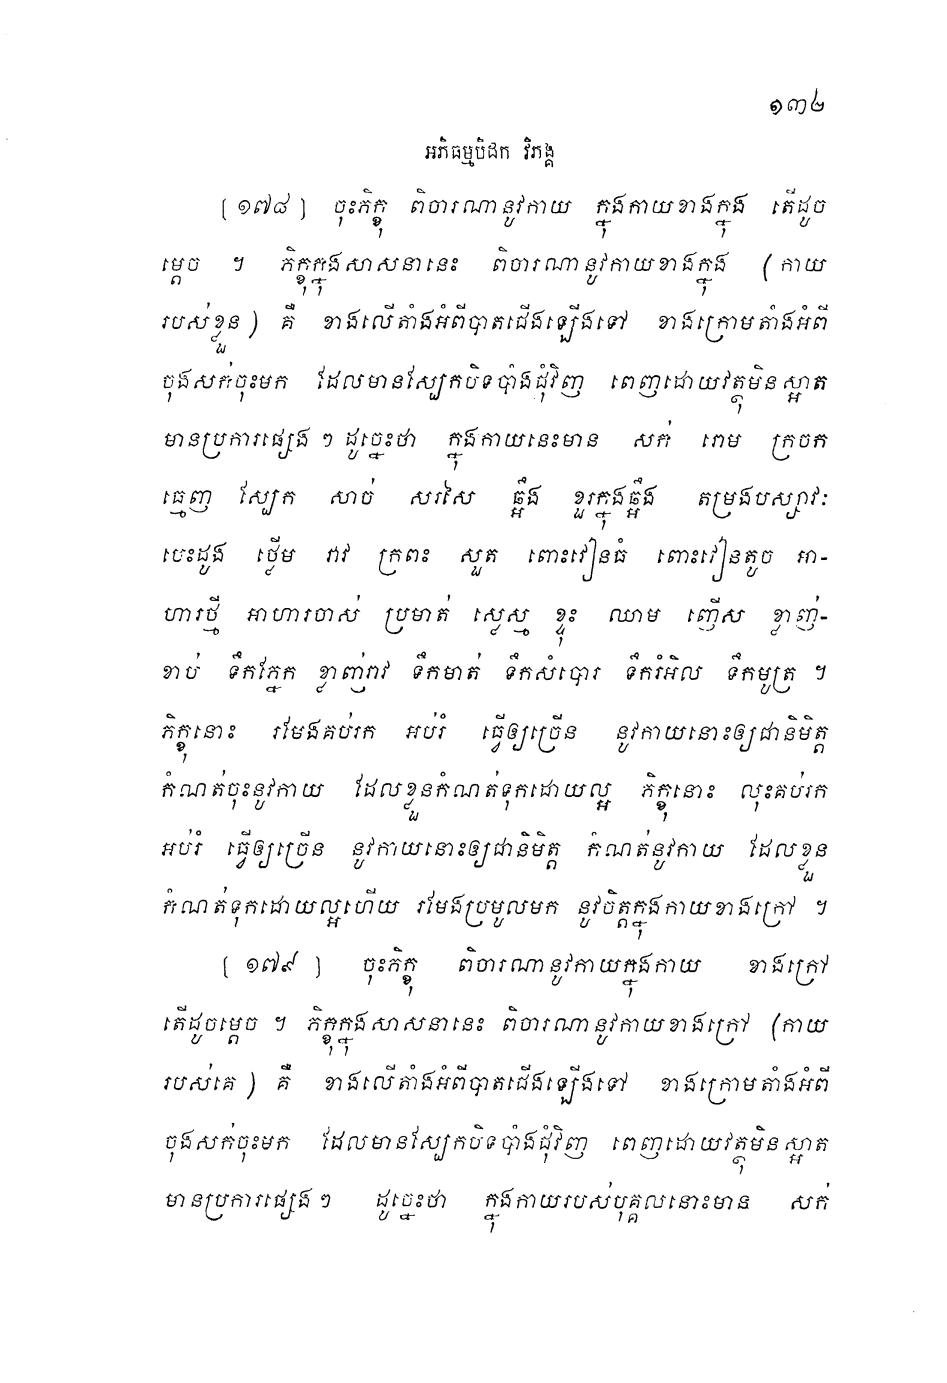 ១៣៤
អភិធម្មបិដក វិភង្គ
[១៧៨] ចុះភិក្ខុ ពិចារណានូវកាយ ក្នុងកាយខាងក្នុង តើដូច
ម្តេច ។ ភិក្ខុក្នុងសាសនានេះ ពិចារណានូវកាយខាងក្នុង (កាយ
របស់ខ្លួន) គឺ ខាងលើតាំងអំពីបាតជើងឡើងទៅ ខាងក្រោមតាំងអំពី
ចុងសក់ចុះមក ដែលមានស្បែកបិទបាំងជុំវិញ ពេញដោយវត្ថុមិនស្អាត
មានប្រការផ្សេង ៗ ដូច្នេះថា ក្នុងកាយនេះមាន សក់ រោម ក្រចក
ធ្មេញ ស្បែក សាច់ សរសៃ ឆ្អឹង ខួរក្នុងឆ្អឹង តម្រងបស្សាវៈ
បេះដូង ថ្លើម វាវ ក្រពះ សួត ពោះវៀនធំ ពោះវៀនតូច អា-
ហារថ្មី អាហារចាស់ ប្រមាត់ ស្លេស្ម ខ្ទុះ ឈាម ញើស ខ្លាញ់-
ខាប់ ទឹកភ្នែក ខ្លាញ់រាវ ទឹកមាត់ ទឹកសំបោរ ទឹករំអិល ទឹកមូត្រ ។
ភិក្ខុនោះ រមែងគប់រក អប់រំ ធ្វើឲ្យច្រើន នូវកាយនោះឲ្យជានិមិត្ត
កំណត់ចុះនូវកាយ ដែលខ្លួនកំណត់ទុកដោយល្អ ភិក្ខុនោះ លុះគប់រក
អប់រំ ធ្វើឲ្យច្រើន នូវកាយនោះឲ្យជានិមិត្ត កំណត់នូវកាយ ដែលខ្លួន
កំណត់ទុកដោយល្អហើយ រមែងប្រមូលមក នូវចិត្តក្នុងកាយខាងក្រៅ ។
[១៧៩] ចុះភិក្ខុ ពិចារណានូវកាយក្នុងកាយ ខាងក្រៅ
តើដូចម្តេច ។ ភិក្ខុក្នុងសាសនានេះ ពិចារណានូវកាយខាងក្រៅ (កាយ
របស់គេ) គឺ ខាងលើតាំងអំពីបាតជើងឡើងទៅ ខាងក្រោមតាំងអំពី
ចុងសក់ចុះមក ដែលមានស្បែកបិទបាំងជុំវិញ ពេញដោយវត្ថុមិនស្អាត
មានប្រការផ្សេង ៗ ដូច្នេះថា ក្នុងកាយរបស់បុគ្គលនោះមាន សក់